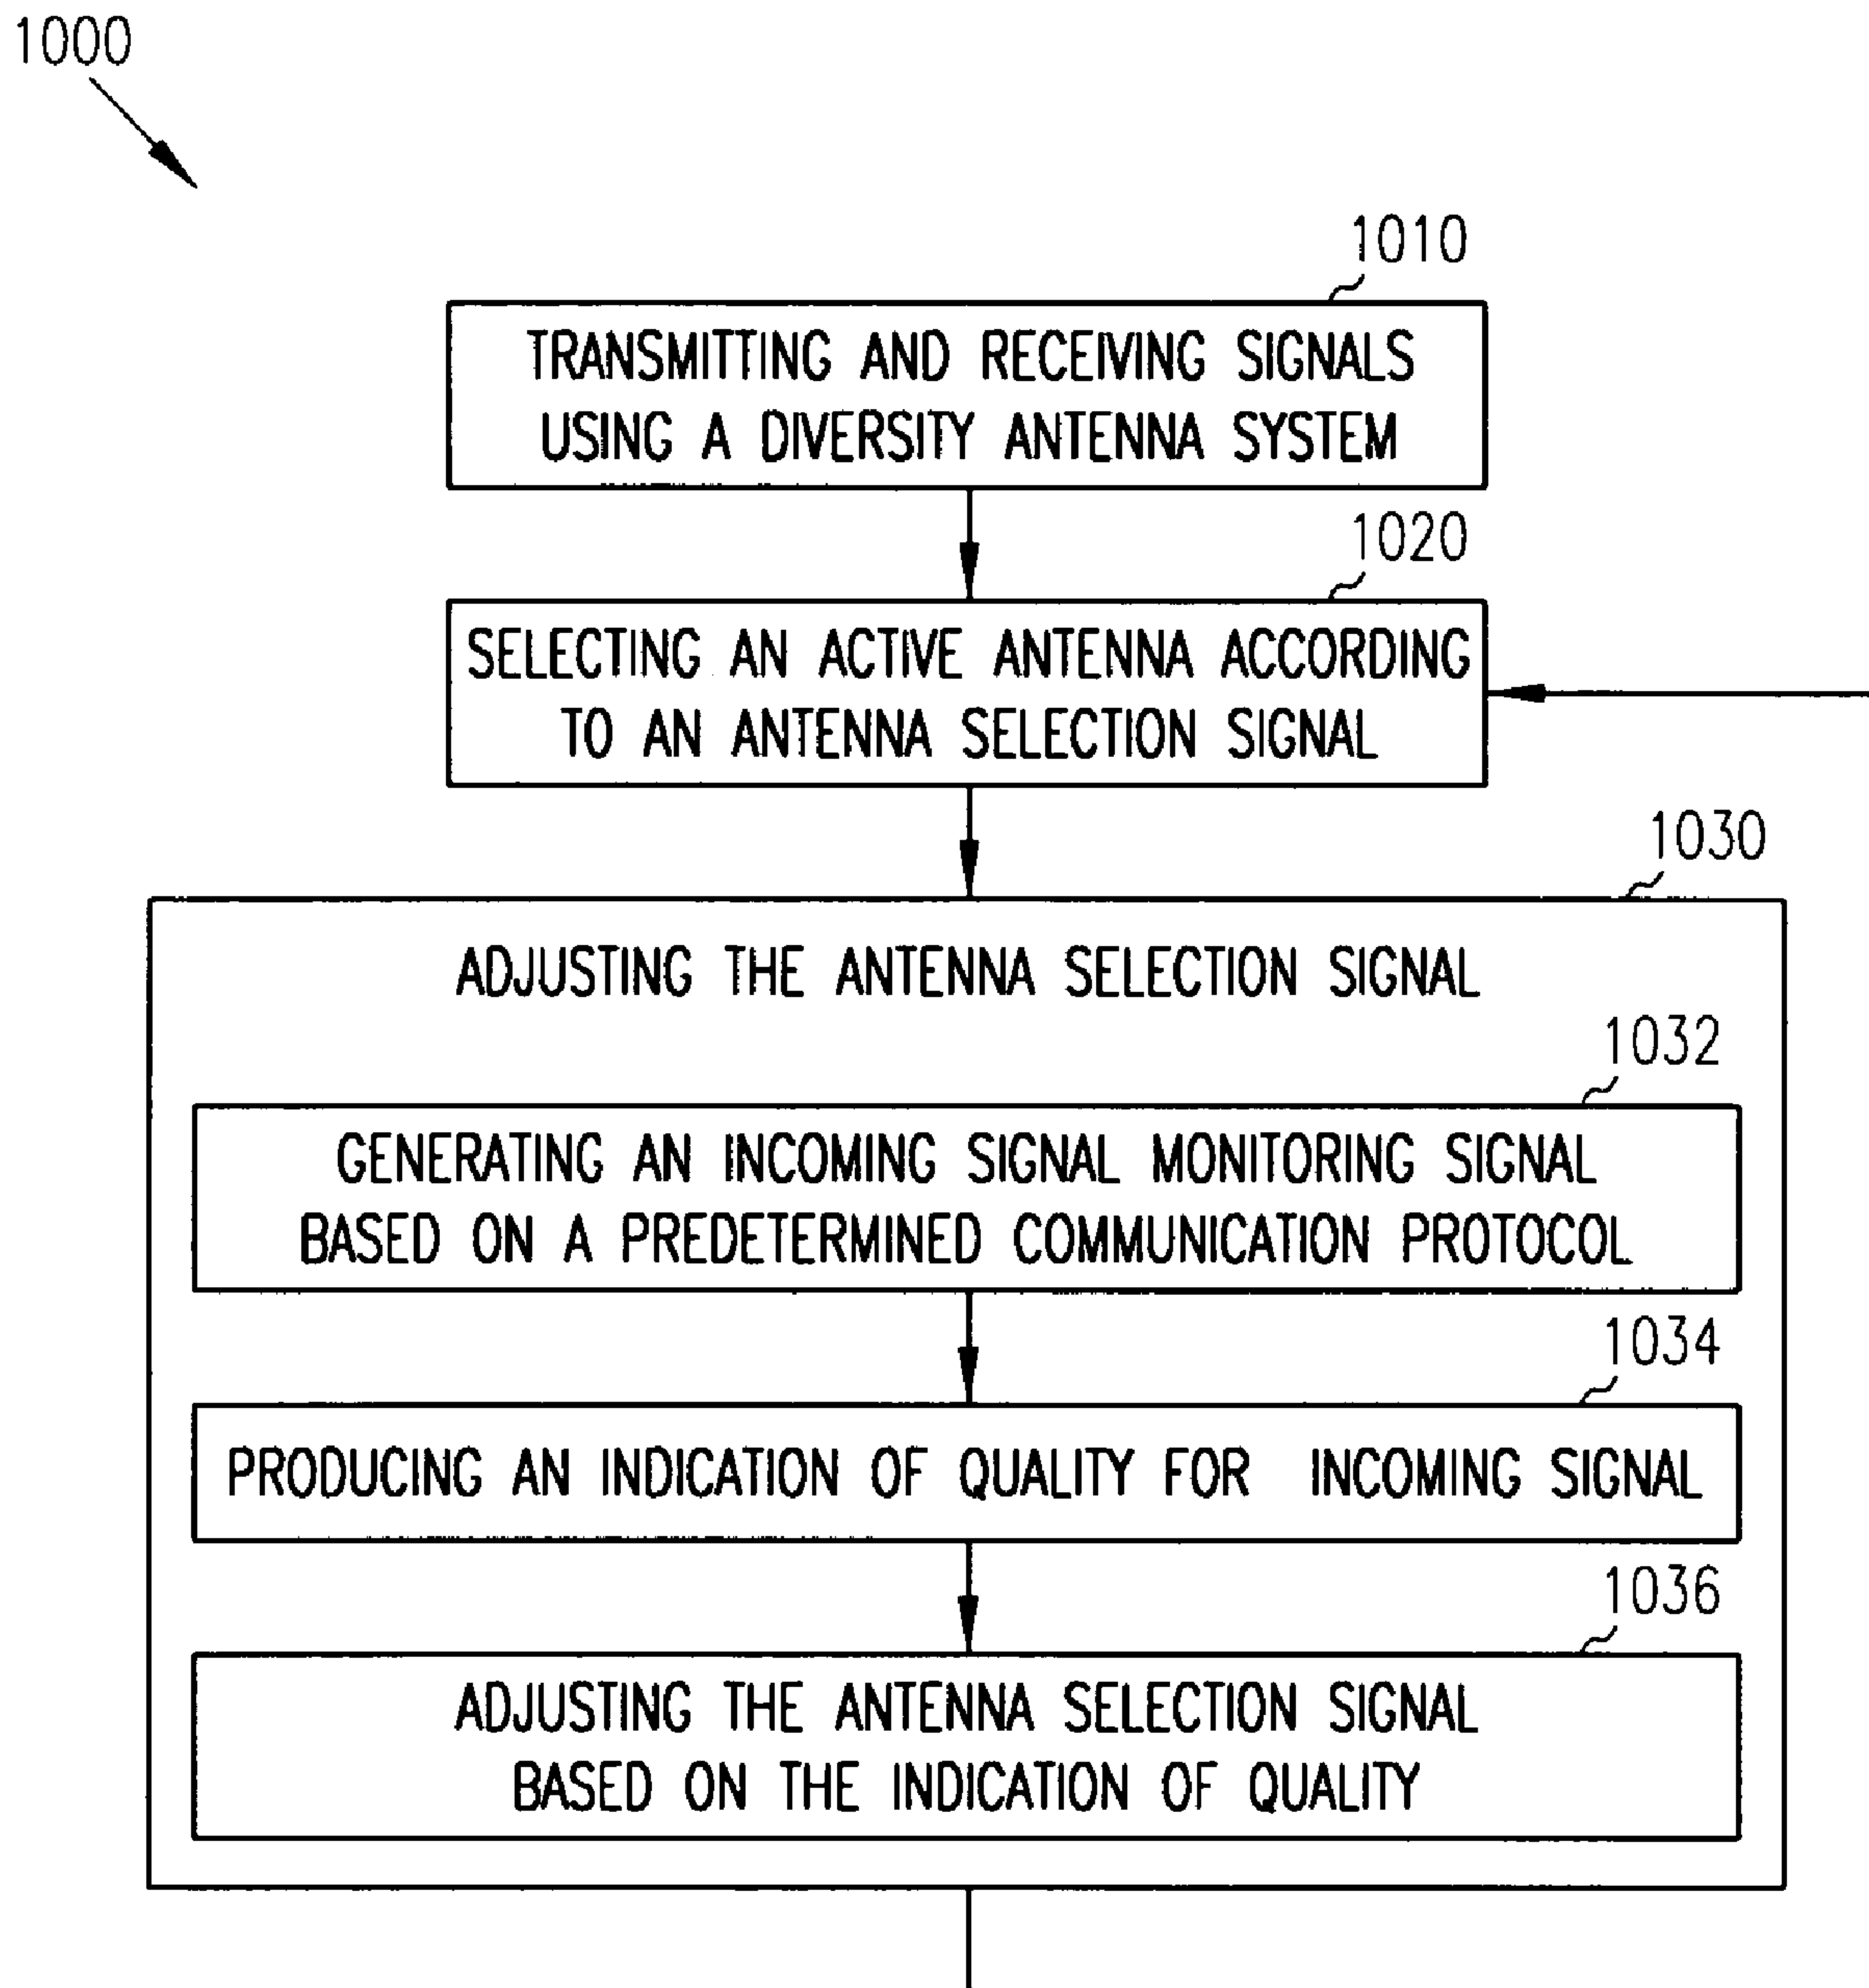 1000
1010
TRANSMITTING AND RECEIVING SIGNALS
USING A DIVERSITY ANTENNA SYSTEM
1020
SELECTING AN ACTIVE ANTENNA ACCORDING
TO AN ANTENNA SELECTION SIGNAL
1030
ADJUSTING THE ANTENNA SELECTION SIGNAL
1032
GENERATING AN INCOMING SIGNAL MONITORING SIGNAL
BASED ON A PREDETERMINED COMMUNICATION PROTOCOL
1034
PRODUCING AN INDICATION OF QUALITY FOR INCOMING SIGNAL
1036
ADJUSTING THE ANTENNA SELECTION SIGNAL
BASED ON THE INDICATION OF QUALITY